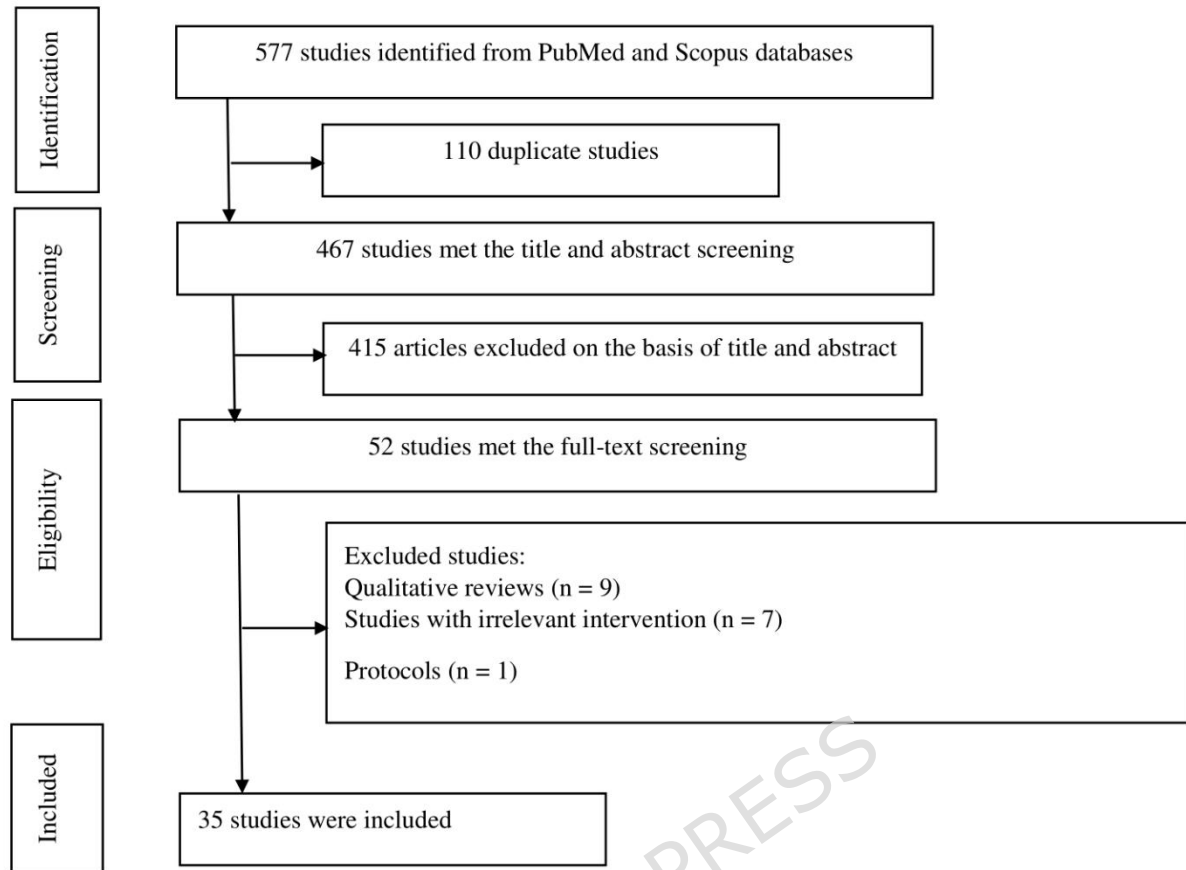 Identification
577 studies identified from PubMed and Scopus databases
110 duplicate studies
Screening
467 studies met the title and abstract screening
415 articles excluded on the basis of title and abstract
Eligibility
52 studies met the full-text screening
Excluded studies:
Qualitative reviews (n = 9)
Studies with irrelevant intervention (n = 7)
Protocols (n = 1)
Included
35 studies were included
PRESS